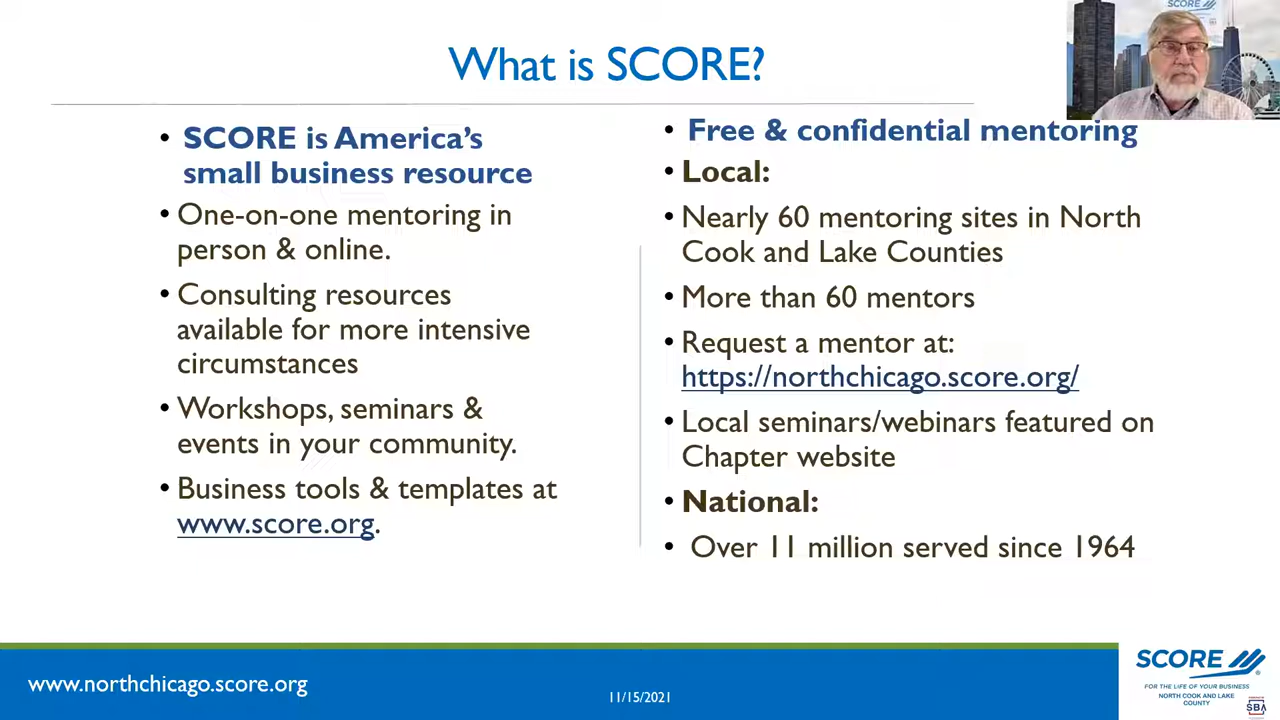 SCORE
What is SCORE?
• SCORE is America's
small business resource
• One-on-one mentoring in
person & online.
• Consulting resources
available for more intensive
circumstances
• Workshops, seminars &
events in your community.
• Business tools & templates at
www.score.org.
• Free & confidential mentoring
• Local:
• Nearly 60 mentoring sites in North
Cook and Lake Counties
• More than 60 mentors
• Request a mentor at:
https://northchicago.score.org/
• Local seminars/webinars featured on
Chapter website
• National:
• Over 11 million served since 1964
www.northchicago.score.org
11/15/2021
SCORE
FOR THE LIFE OF YOUR BUSINESS
NORTH COOK AND LAKE
COUNTY
SBA